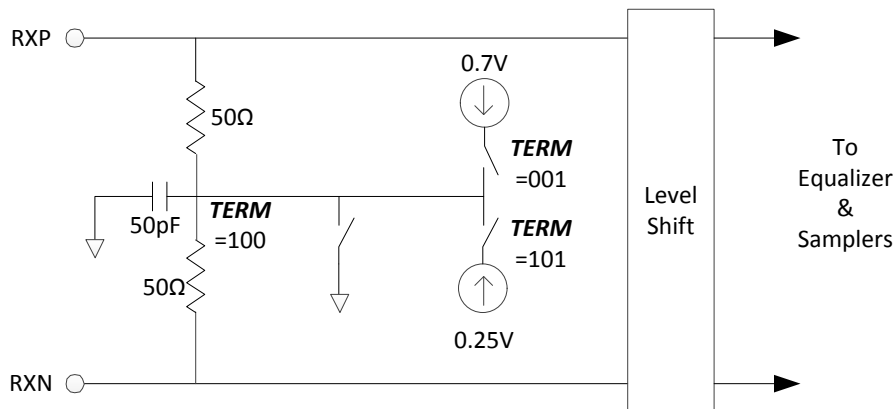 RXP
0.7V
50Ω
TERM
=001
50pF
TERM
=100
TERM
=101
50Ω
0.25V
RXN
Level
Shift
To
Equalizer
&
Samplers